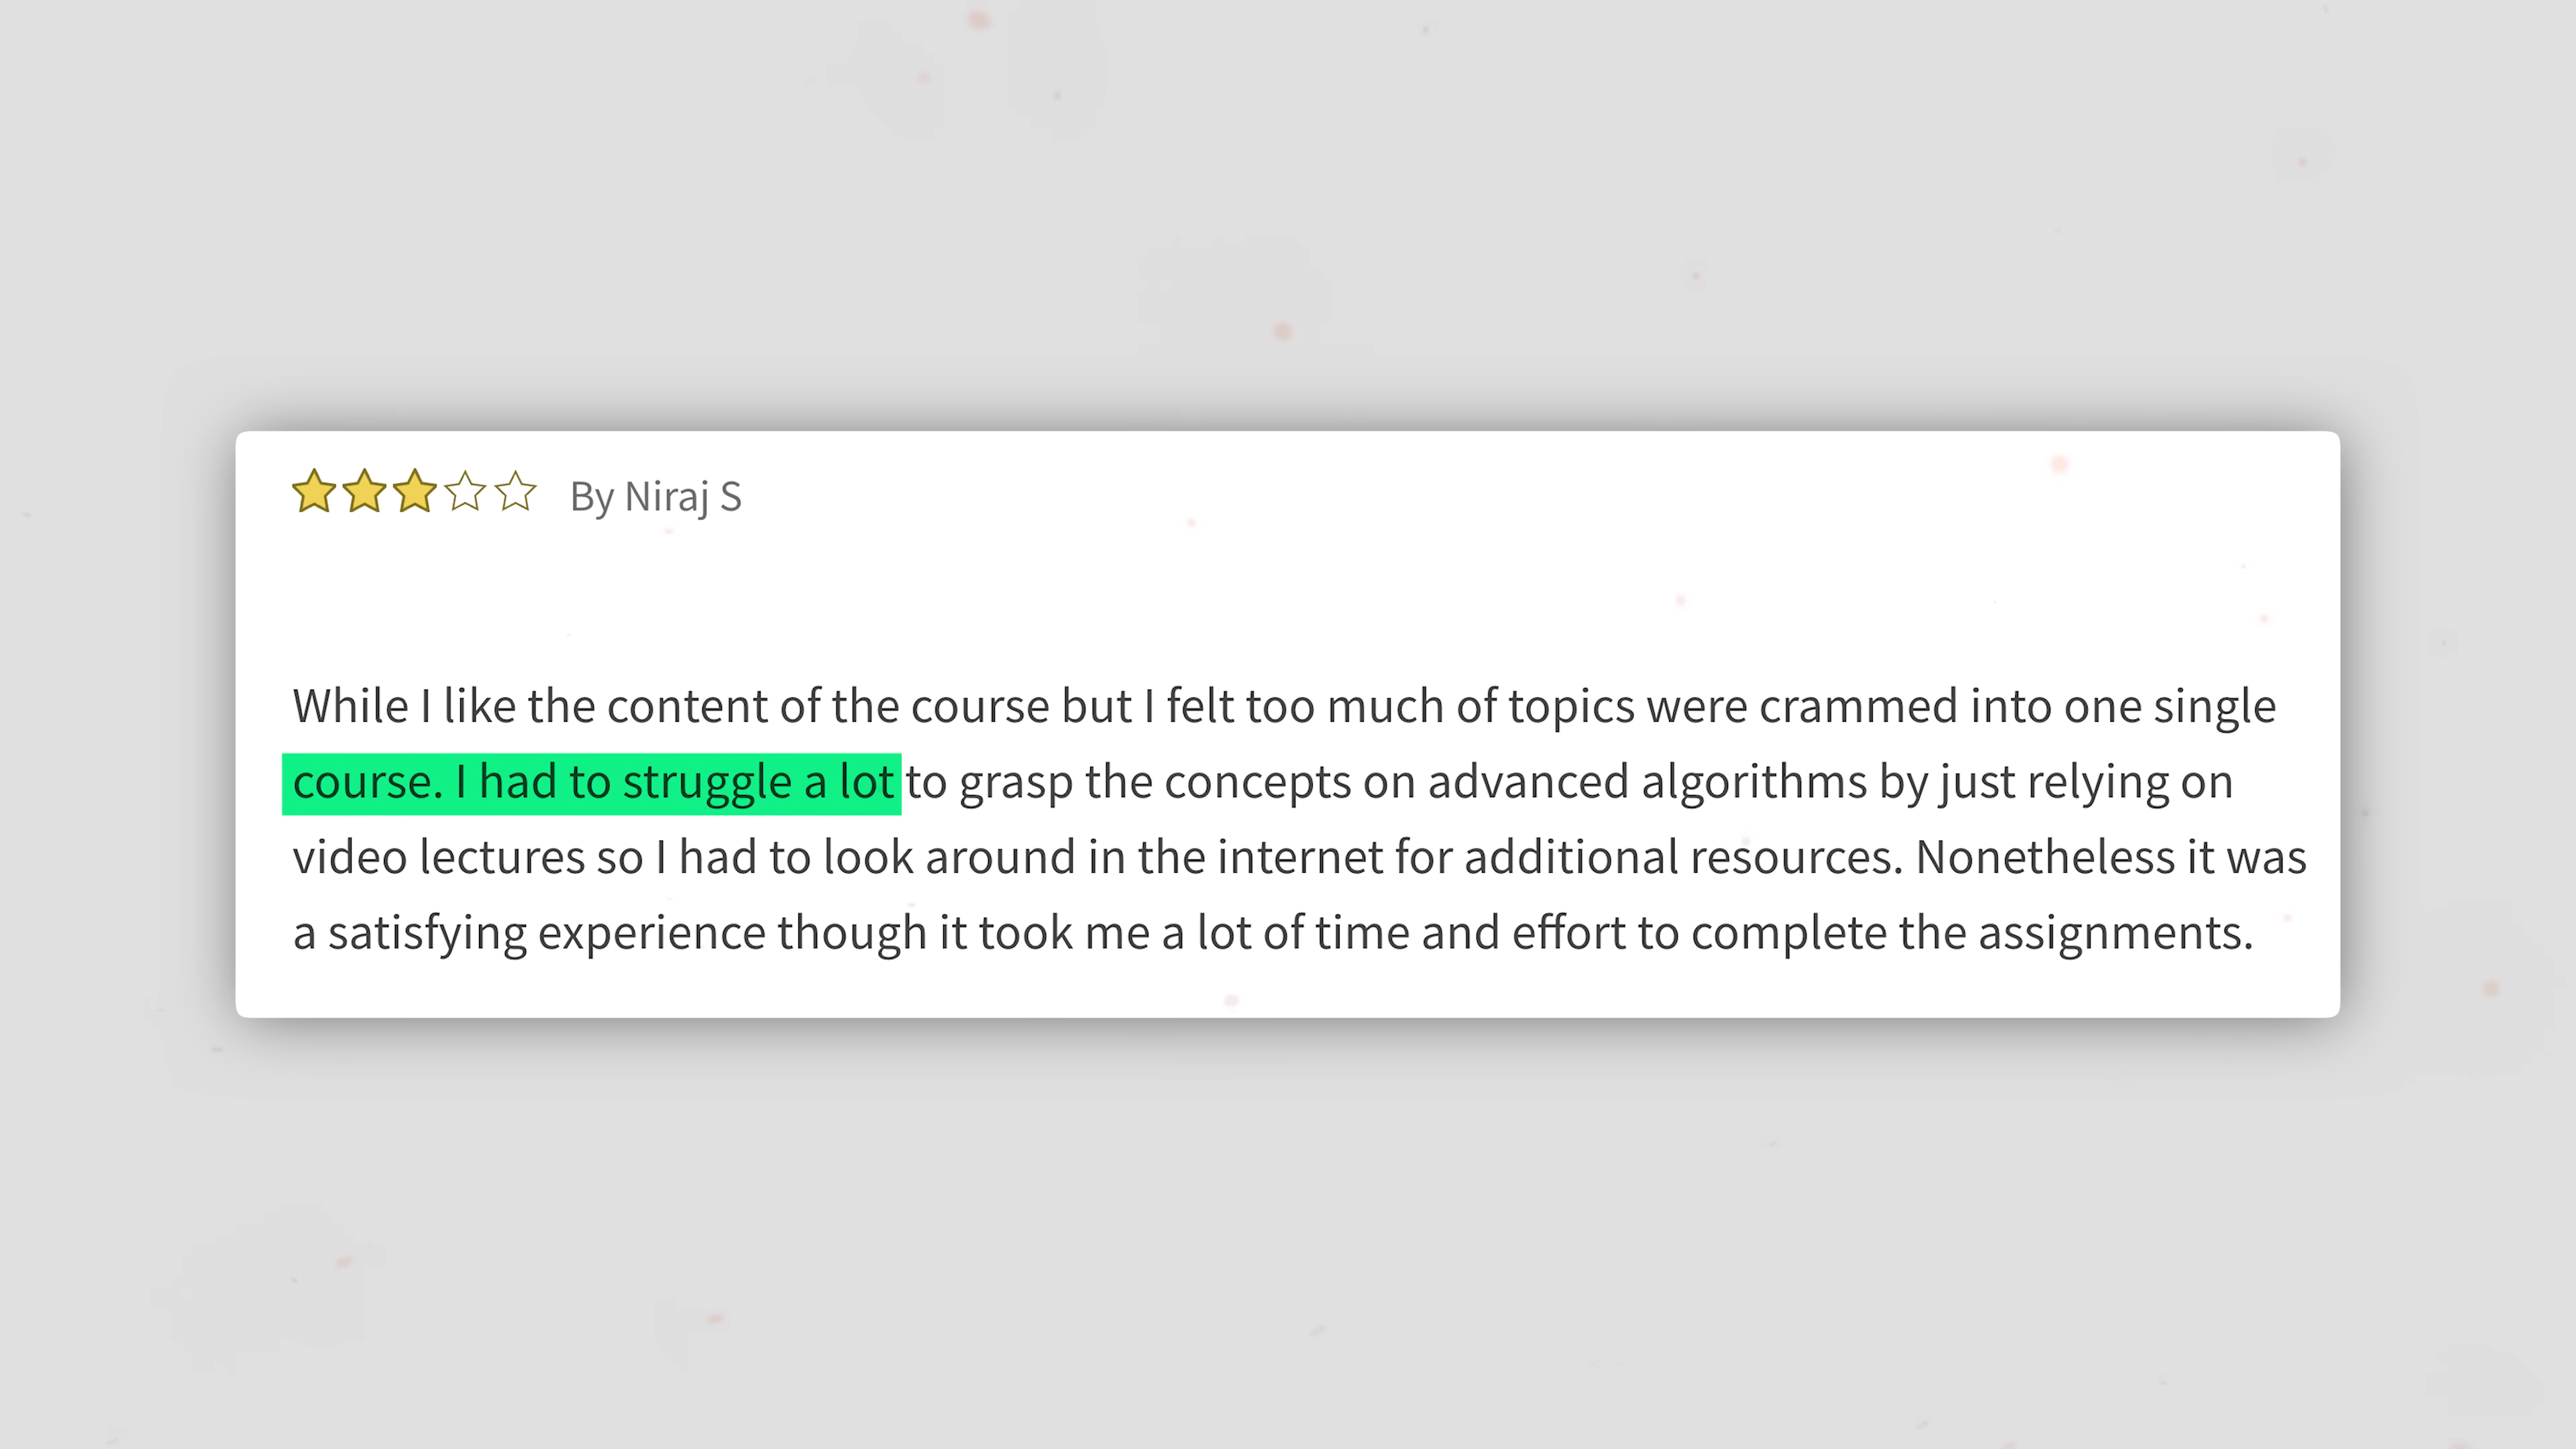 By Niraj S
While I like the content of the course but I felt too much of topics were crammed into one single
course. I had to struggle a lot to grasp the concepts on advanced algorithms by just relying on
video lectures so I had to look around in the internet for additional resources. Nonetheless it was
a satisfying experience though it took me a lot of time and effort to complete the assignments.